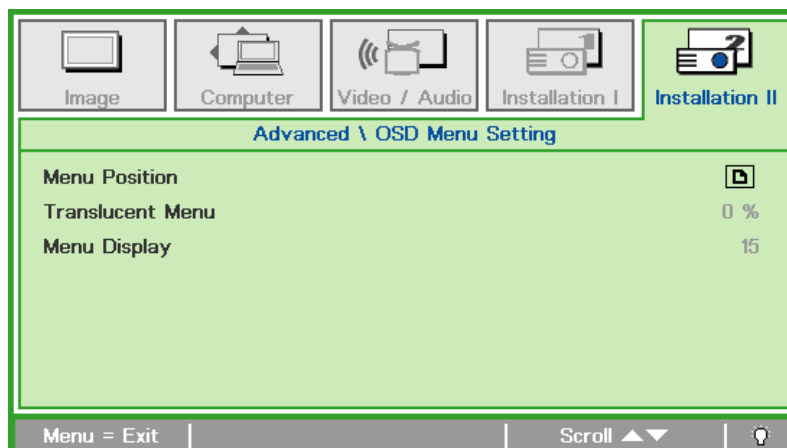 Image Computer Video / Audio Installation I Installation II
Advanced \ OSD Menu Setting
Menu Position
Translucent Menu 0 %
Menu Display 15
Menu = Exit Scroll ▲▼